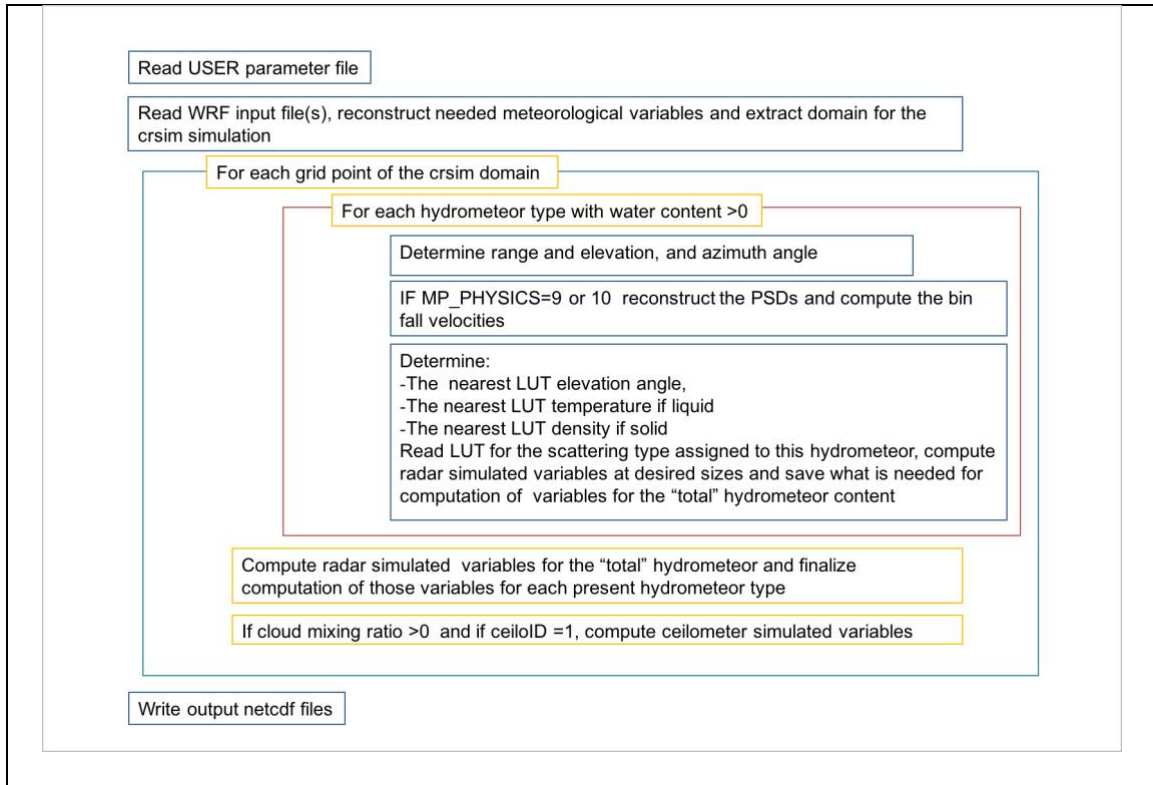 Read USER parameter file
Read WRF input file(s), reconstruct needed meteorological variables and extract domain for the
crsim simulation
For each grid point of the crsim domain
For each hydrometeor type with water content >0
Determine range and elevation, and azimuth angle
IF MP_PHYSICS=9 or 10 reconstruct the PSDs and compute the bin
fall velocities
Determine:
-The nearest LUT elevation angle,
-The nearest LUT temperature if liquid
-The nearest LUT density if solid
Read LUT for the scattering type assigned to this hydrometeor, compute
radar simulated variables at desired sizes and save what is needed for
computation of variables for the “total” hydrometeor content
Compute radar simulated variables for the “total” hydrometeor and finalize
computation of those variables for each present hydrometeor type
If cloud mixing ratio >0 and if ceiloID =1, compute ceilometer simulated variables
Write output netcdf files